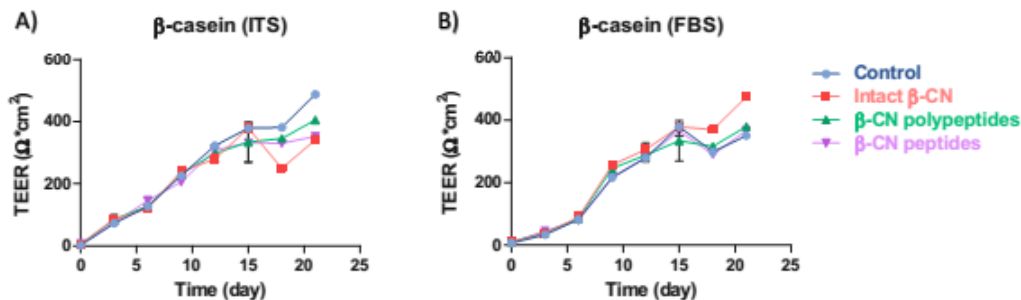 A)
β-casein (ITS)
TEER (Ω*cm²)
600
400
200
0
0 5 10 15 20 25
Time (day)
B)
β-casein (FBS)
TEER (Ω*cm²)
600
400
200
0
0 5 10 15 20 25
Time (day)
Control
Intact β-CN
β-CN polypeptides
β-CN peptides